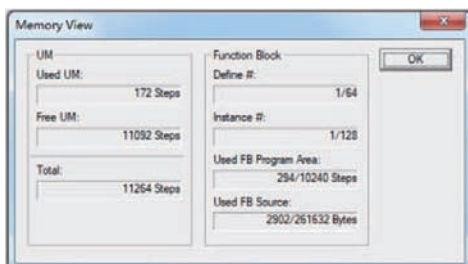 Memory View
UM
Used UM:
172 Steps
Free UM:
11092 Steps
Total:
11264 Steps
Function Block
Define #:
1/64
Instance #:
1/128
Used FB Program Area:
294/10240 Steps
Used FB Source:
2902/261632 Bytes
OK